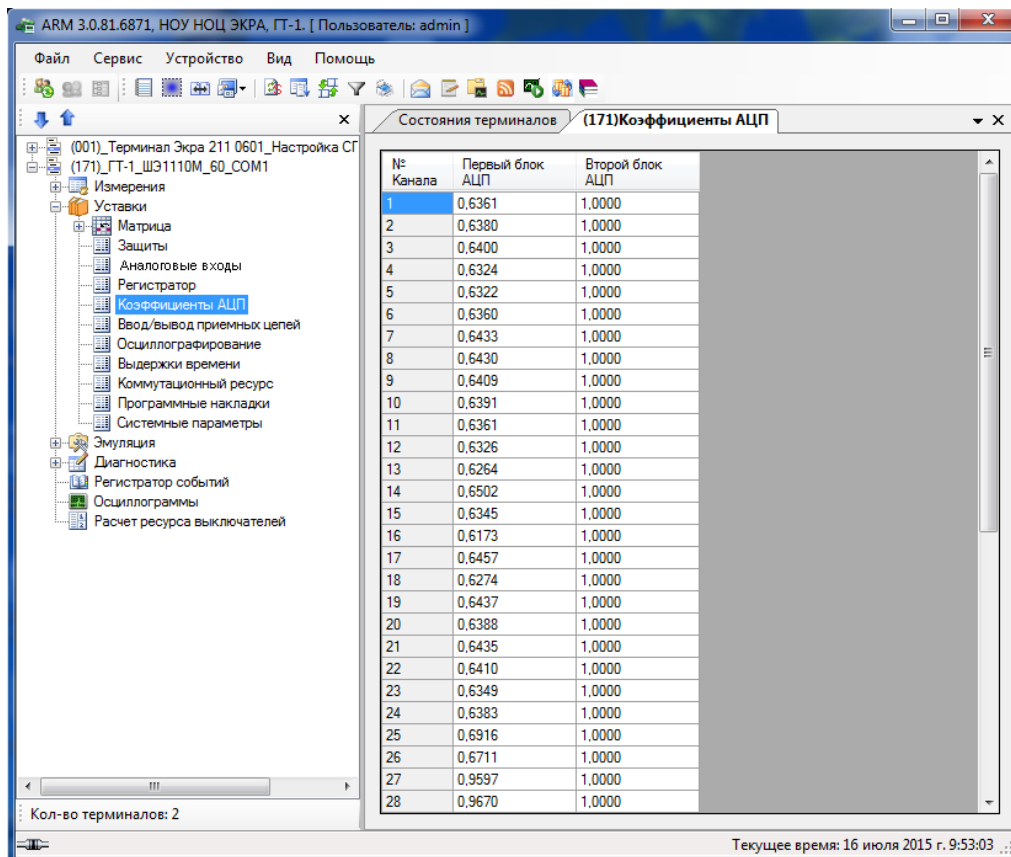 ARM 3.0.81.6871, НОУ НОЦ ЭКРА, ГТ-1. [ Пользователь: admin ]
Файл Сервис Устройство Вид Помощь
Состояния терминалов (171)Коэффициенты АЦП
(001)_Терминал Экра 211 0601_Настройка СГ
(171)_ГТ-1_ШЭ1110М_60_COM1
Измерения
Уставки
Матрица
Защиты
Аналоговые входы
Регистратор
Коэффициенты АЦП
Ввод/вывод приемных цепей
Осциллографирование
Выдержки времени
Коммутационный ресурс
Программные накладки
Системные параметры
Эмуляция
Диагностика
Регистратор событий
Осциллограммы
Расчет ресурса выключателей
Кол-во терминалов: 2
№ Канала Первый блок АЦП Второй блок АЦП
1 0,6361 1,0000
2 0,6380 1,0000
3 0,6400 1,0000
4 0,6324 1,0000
5 0,6322 1,0000
6 0,6360 1,0000
7 0,6433 1,0000
8 0,6430 1,0000
9 0,6409 1,0000
10 0,6391 1,0000
11 0,6361 1,0000
12 0,6326 1,0000
13 0,6264 1,0000
14 0,6502 1,0000
15 0,6345 1,0000
16 0,6173 1,0000
17 0,6457 1,0000
18 0,6274 1,0000
19 0,6437 1,0000
20 0,6388 1,0000
21 0,6435 1,0000
22 0,6410 1,0000
23 0,6349 1,0000
24 0,6383 1,0000
25 0,6916 1,0000
26 0,6711 1,0000
27 0,9597 1,0000
28 0,9670 1,0000
Текущее время: 16 июля 2015 г. 9:53:03